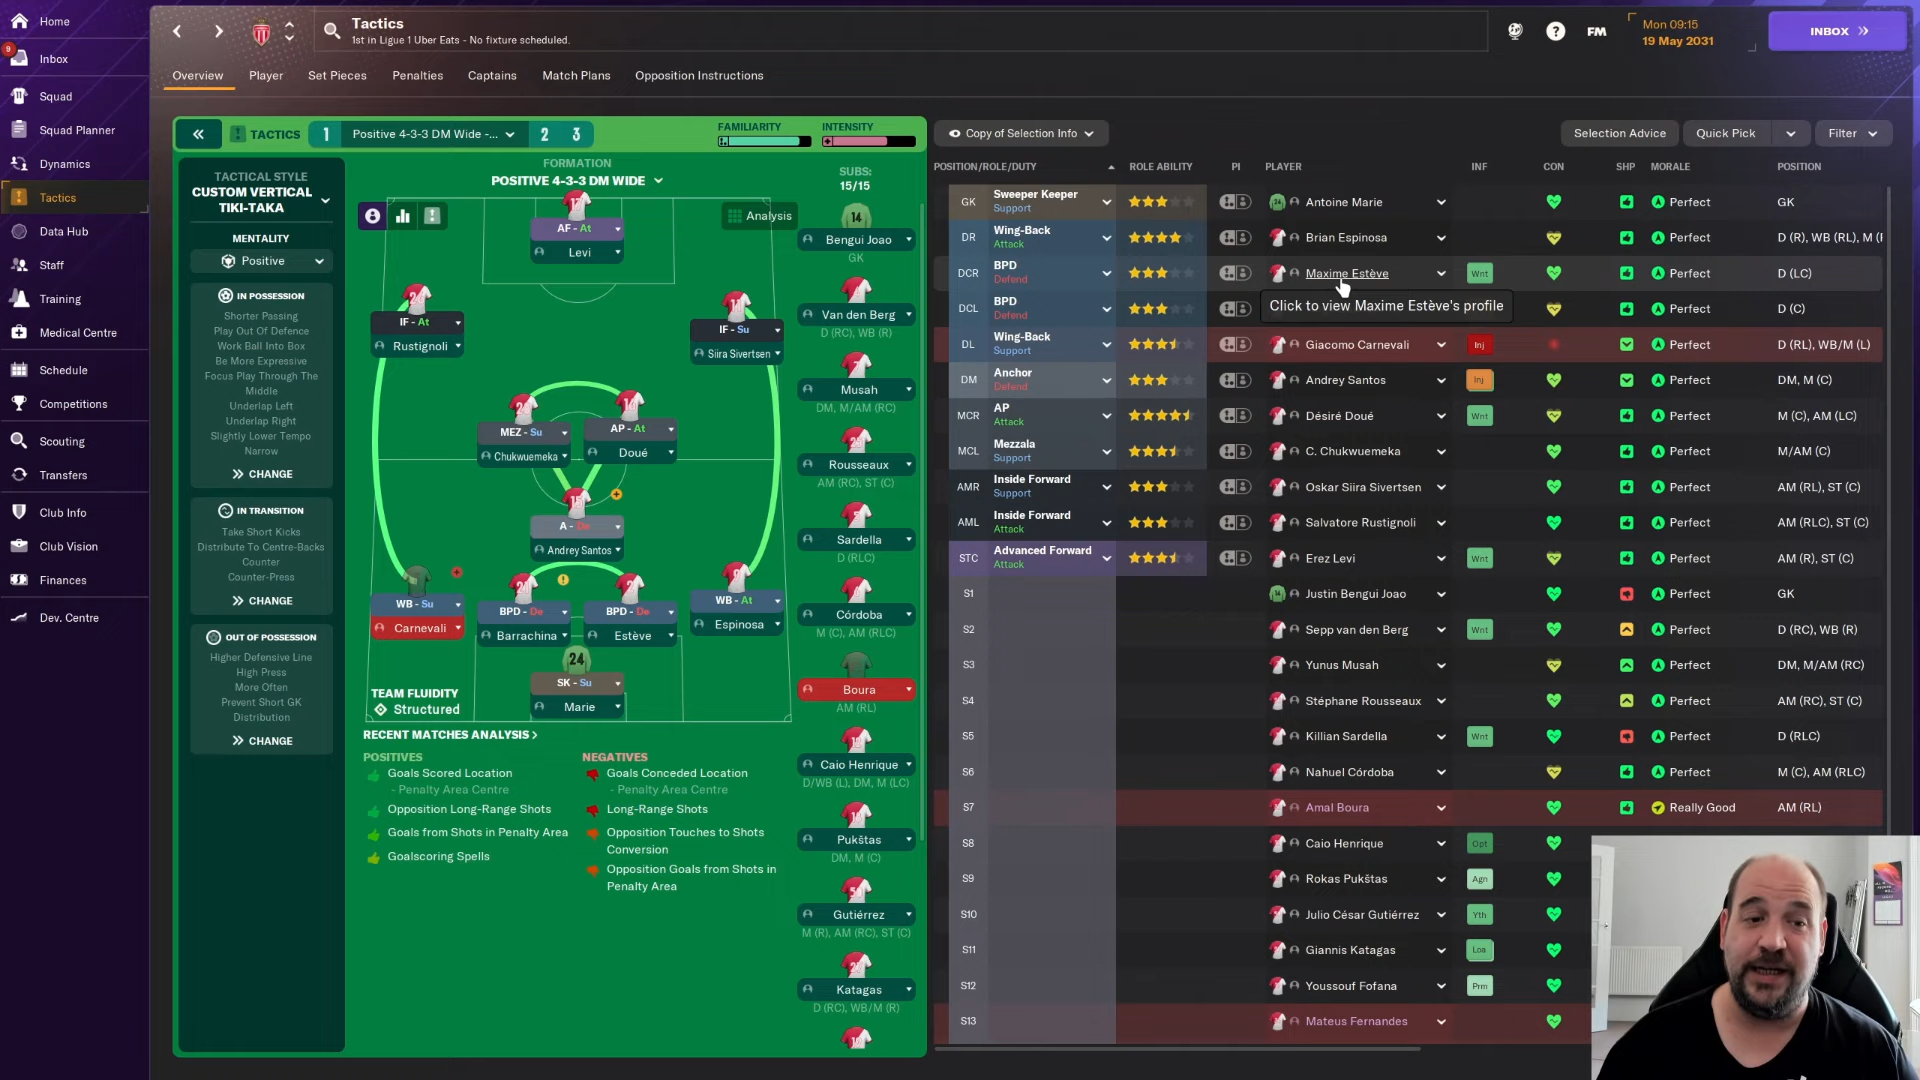 Home
9
Inbox
Squad
Squad Planner
Dynamics
Tactics
Data Hub
Staff
Training
Medical Centre
Schedule
Competitions
Scouting
Transfers
Club Info
Club Vision
Finances
Dev. Centre
Tactics
1st in Ligue 1 Uber Eats - No fixture scheduled.
FM
Mon 09:15
19 May 2031
INBOX
Overview Player Set Pieces Penalties Captains Match Plans Opposition Instructions
TACTICS 1 Positive 4-3-3 DM Wide -... 2 3
FAMILIARITY
INTENSITY
TACTICAL STYLE
CUSTOM VERTICAL
TIKI-TAKA
MENTALITY
Positive
IN POSSESSION
Shorter Passing
Play Out Of Defence
Work Ball Into Box
Be More Expressive
Focus Play Through The
Middle
Underlap Left
Underlap Right
Slightly Lower Tempo
Narrow
CHANGE
IN TRANSITION
Take Short Kicks
Distribute To Centre-Backs
Counter
Counter-Press
CHANGE
OUT OF POSSESSION
Higher Defensive Line
High Press
More Often
Prevent Short GK
Distribution
CHANGE
FORMATION
POSITIVE 4-3-3 DM WIDE
Analysis
AF - At
Levi
IF - At
Rustignoli
IF - Su
Siira Sivertsen
MEZ - Su
Chukwuemeka
AP - At
Doué
A - De
Andrey Santos
WB - Su
Carnevali
BPD - De
Barrachina
BPD - De
Estève
WB - At
Espinosa
24
SK - Su
Marie
TEAM FLUIDITY
Structured
SUBS:
15/15
14
Bengui Joao
GK
Van den Berg
D (RC), WB (R)
Musah
DM, M/AM (RC)
Rousseaux
AM (RC), ST (C)
Sardella
D (RLC)
Córdoba
M (C), AM (RLC)
Boura
AM (RL)
Caio Henrique
D/WB (L), DM, M (LC)
Pukštas
DM, M (C)
Gutiérrez
M (R), AM (RC), ST (C)
Katagas
D (RC), WB/M (R)
RECENT MATCHES ANALYSIS >
POSITIVES
Goals Scored Location
- Penalty Area Centre
Opposition Long-Range Shots
Goals from Shots in Penalty Area
Goalscoring Spells
NEGATIVES
Goals Conceded Location
- Penalty Area Centre
Long-Range Shots
Opposition Touches to Shots
Conversion
Opposition Goals from Shots in
Penalty Area
Copy of Selection Info
Selection Advice Quick Pick Filter
POSITION/ROLE/DUTY ROLE ABILITY PI PLAYER INF CON SHP MORALE POSITION
GK Sweeper Keeper Support Antoine Marie Perfect GK
DR Wing-Back Attack Brian Espinosa Perfect D (R), WB (RL), M (R
DCR BPD Defend Maxime Estève Wnt Perfect D (LC)
Click to view Maxime Estève's profile
DCL BPD Defend Perfect D (C)
DL Wing-Back Support Giacomo Carnevali Inj Perfect D (RL), WB/M (L)
DM Anchor Defend Andrey Santos Inj Perfect DM, M (C)
MCR AP Attack Désiré Doué Wnt Perfect M (C), AM (LC)
MCL Mezzala Support C. Chukwuemeka Perfect M/AM (C)
AMR Inside Forward Support Oskar Siira Sivertsen Perfect AM (RL), ST (C)
AML Inside Forward Attack Salvatore Rustignoli Perfect AM (RLC), ST (C)
STC Advanced Forward Attack Erez Levi Wnt Perfect AM (R), ST (C)
S1 Justin Bengui Joao Perfect GK
S2 Sepp van den Berg Wnt Perfect D (RC), WB (R)
S3 Yunus Musah Perfect DM, M/AM (RC)
S4 Stéphane Rousseaux Perfect AM (RC), ST (C)
S5 Killian Sardella Wnt Perfect D (RLC)
S6 Nahuel Córdoba Perfect M (C), AM (RLC)
S7 Amal Boura Really Good AM (RL)
S8 Caio Henrique Opt
S9 Rokas Pukštas Agn
S10 Julio César Gutiérrez Yth
S11 Giannis Katagas Loa
S12 Youssouf Fofana Prm
S13 Mateus Fernandes